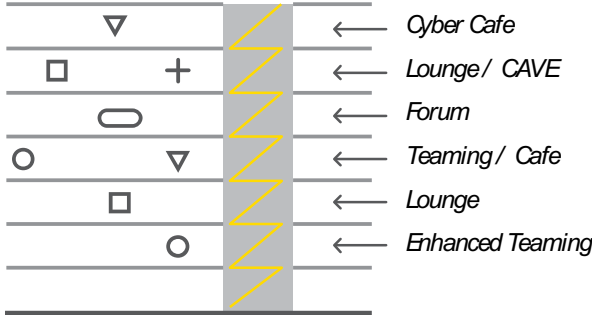 Cyber Cafe
Lounge / CAVE
Forum
Teaming / Cafe
Lounge
Enhanced Teaming